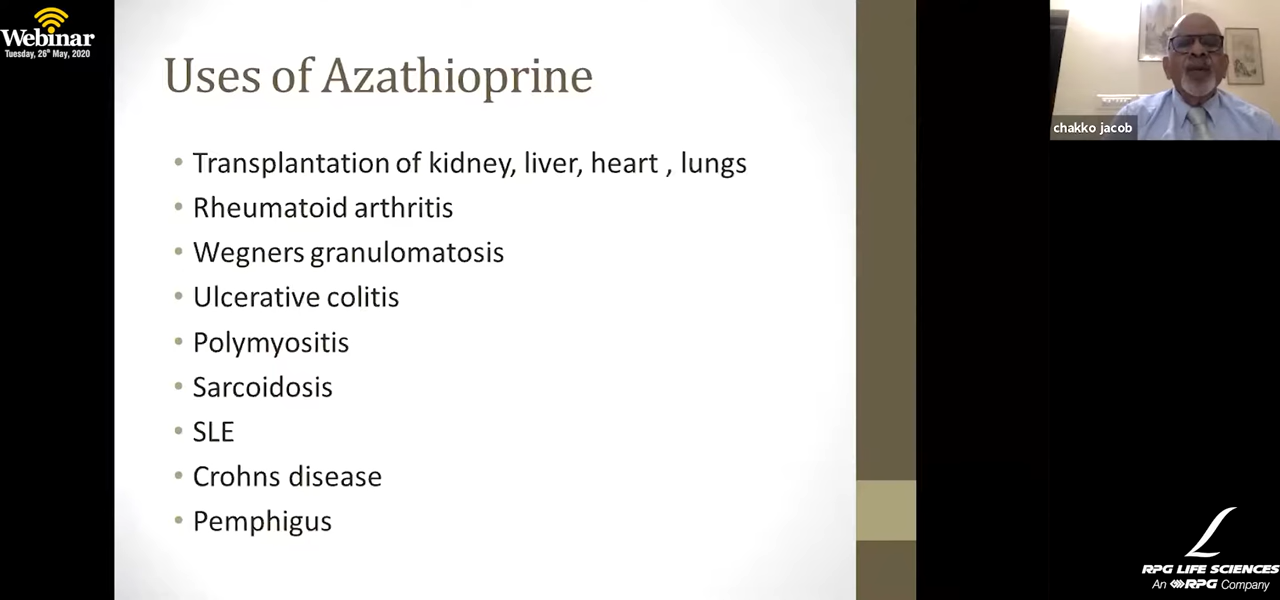 Webinar
Tuesday, 26th May, 2020
Uses of Azathioprine
• Transplantation of kidney, liver, heart , lungs
• Rheumatoid arthritis
• Wegners granulomatosis
• Ulcerative colitis
• Polymyositis
• Sarcoidosis
• SLE
• Crohns disease
• Pemphigus
chakko jacob
RPG LIFE SCIENCES
An RPG Company